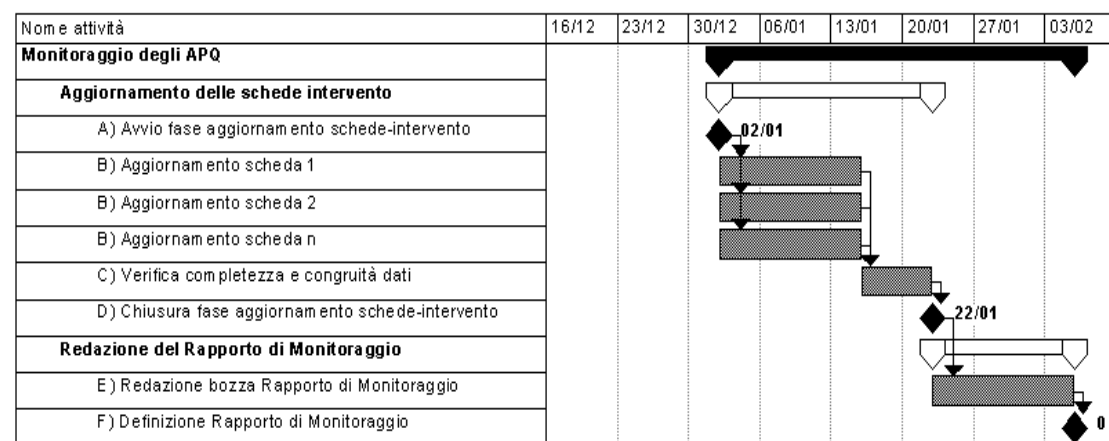 Nome attività 16/12 23/12 30/12 06/01 13/01 20/01 27/01 03/02
Monitoraggio degli APQ
Aggiornamento delle schede intervento
A) Avvio fase aggiornamento schede-intervento 02/01
B) Aggiornamento scheda 1
B) Aggiornamento scheda 2
B) Aggiornamento scheda n
C) Verifica completezza e congruità dati
D) Chiusura fase aggiornamento schede-intervento 22/01
Redazione del Rapporto di Monitoraggio
E) Redazione bozza Rapporto di Monitoraggio
F) Definizione Rapporto di Monitoraggio 0